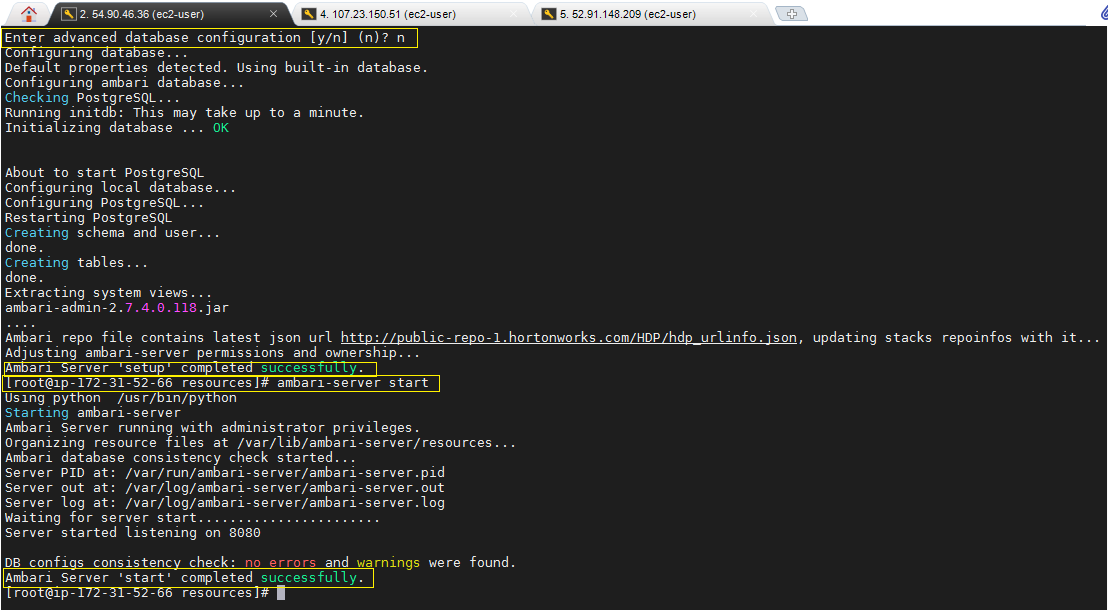 2. 54.90.46.36 (ec2-user)
4. 107.23.150.51 (ec2-user)
5. 52.91.148.209 (ec2-user)
Enter advanced database configuration [y/n] (n)? n
Configuring database...
Default properties detected. Using built-in database.
Configuring ambari database...
Checking PostgreSQL...
Running initdb: This may take up to a minute.
Initializing database ... OK
About to start PostgreSQL
Configuring local database...
Configuring PostgreSQL...
Restarting PostgreSQL
Creating schema and user...
done.
Creating tables...
done.
Extracting system views...
ambari-admin-2.7.4.0.118.jar
....
Ambari repo file contains latest json url http://public-repo-1.hortonworks.com/HDP/hdp_urlinfo.json, updating stacks repoinfos with it...
Adjusting ambari-server permissions and ownership...
Ambari Server 'setup' completed successfully.
[root@ip-172-31-52-66 resources]# ambari-server start
Using python  /usr/bin/python
Starting ambari-server
Ambari Server running with administrator privileges.
Organizing resource files at /var/lib/ambari-server/resources...
Ambari database consistency check started...
Server PID at: /var/run/ambari-server/ambari-server.pid
Server out at: /var/log/ambari-server/ambari-server.out
Server log at: /var/log/ambari-server/ambari-server.log
Waiting for server start.......................
Server started listening on 8080
DB configs consistency check: no errors and warnings were found.
Ambari Server 'start' completed successfully.
[root@ip-172-31-52-66 resources]#